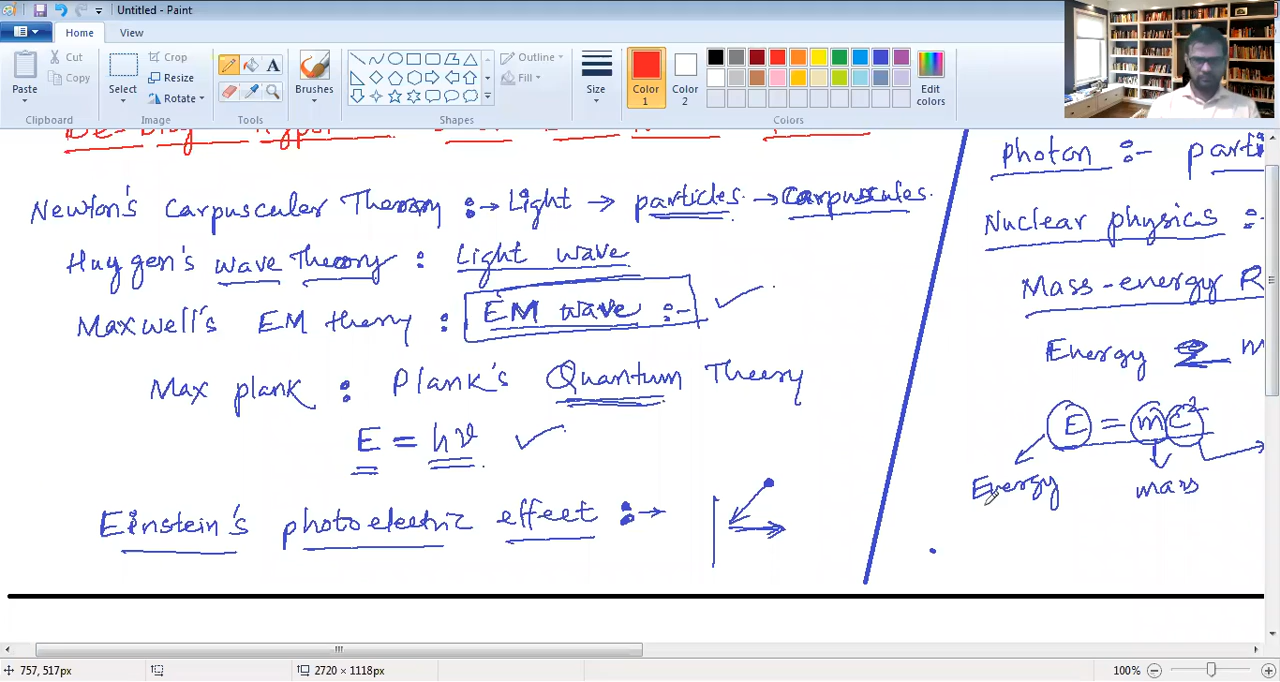 Untitled - Paint
Home View
Paste
Cut
Copy
Clipboard
Select
Crop
Resize
Rotate
Image
Tools
Brushes
Shapes
Outline
Fill
Size
Color 1
Color 2
Edit colors
Colors
Newton's Carpuscular Theory :→ Light → particles. → Carpuscules.
Huygen's wave Theory : Light wave
Maxwell's EM theory : EM wave :-
Max plank : Plank's Quantum Theory
E = hν
Einstein's photoelectric effect :→
photon :- parti
Nuclear physics :
Mass-energy R
Energy m
E = mc²
Energy mass
757, 517px
2720 × 1118px
100%